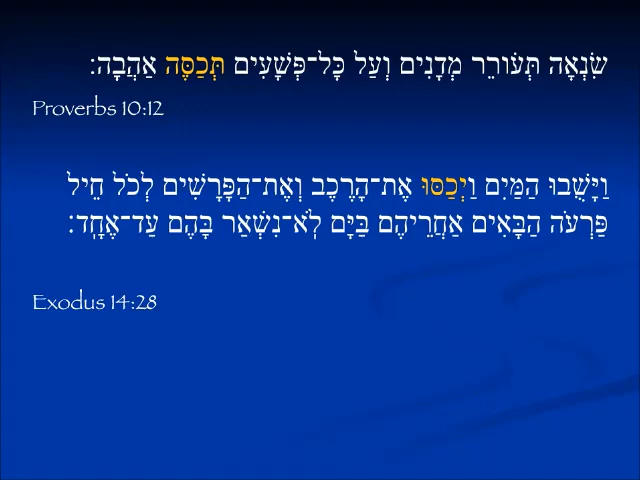 שִׂנְאָה תְּעוֹרֵר מְדָנִים וְעַל כָּל־פְּשָׁעִים תְּכַסֶּה אַהֲבָה׃
Proverbs 10:12
וַיָּשֻׁבוּ הַמַּיִם וַיְכַסּוּ אֶת־הָרֶכֶב וְאֶת־הַפָּרָשִׁים לְכֹל חֵיל
פַּרְעֹה הַבָּאִים אַחֲרֵיהֶם בַּיָּם לֹא־נִשְׁאַר בָּהֶם עַד־אֶחָד׃
Exodus 14:28